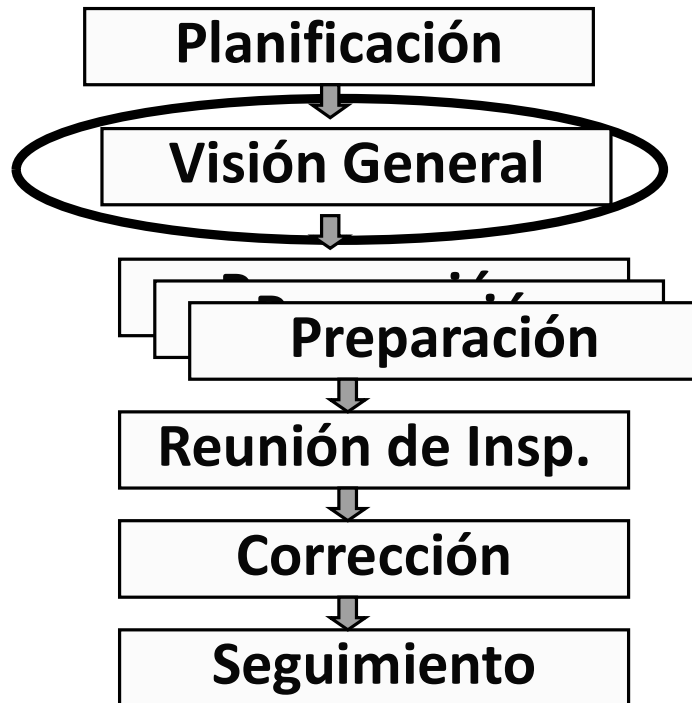 Planificación
Visión General
Preparación
Reunión de Insp.
Corrección
Seguimiento